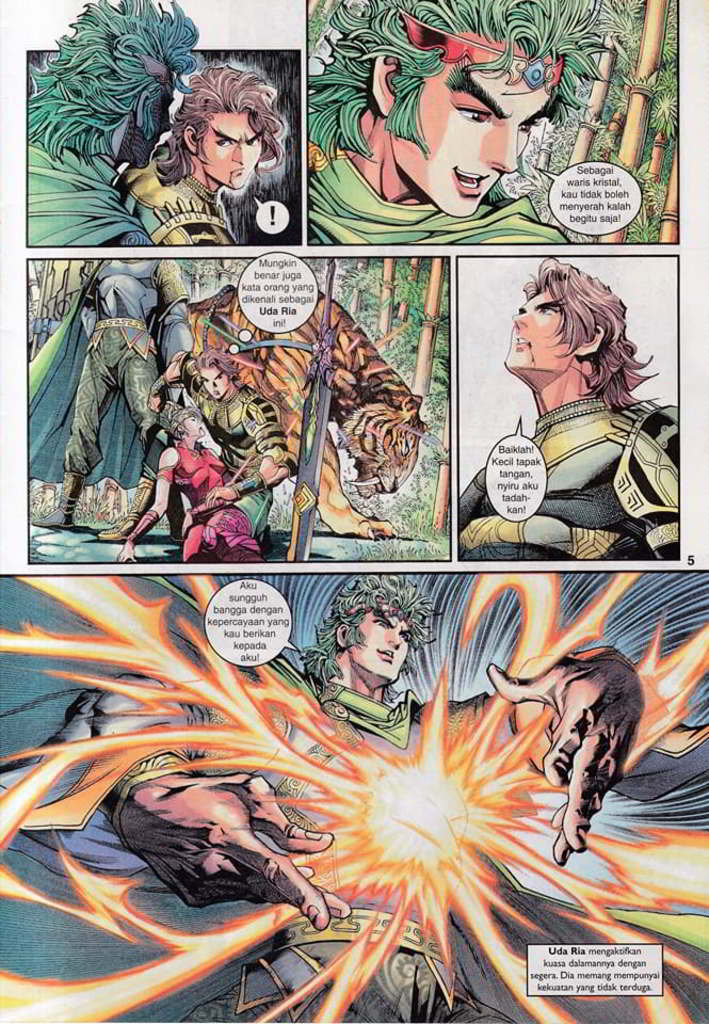 !
Sebagai
waris kristal,
kau tidak boleh
menyerah kalah
begitu saja!
Mungkin
benar juga
kata orang yang
dikenali sebagai
Uda Ria
ini!
Baiklah!
Kecil tapak
tangan,
nyiru aku
tadah-
kan!
5
Aku
sungguh
bangga dengan
kepercayaan yang
kau berikan
kepada
aku!
Uda Ria mengaktifkan
kuasa dalamannya dengan
segera. Dia memang mempunyai
kekuatan yang tidak terduga.